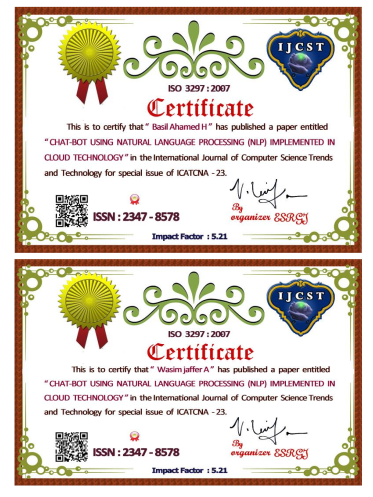 IJCST
ISO 3297 : 2007
Certificate
This is to certify that " Basil Ahamed H " has published a paper entitled
" CHAT-BOT USING NATURAL LANGUAGE PROCESSING (NLP) IMPLEMENTED IN
CLOUD TECHNOLOGY " in the International Journal of Computer Science Trends
and Technology for special issue of ICATCNA - 23.
By
ISSN : 2347 - 8578
organizer ESRGJ
Impact Factor : 5.21
IJCST
ISO 3297 : 2007
Certificate
This is to certify that " Wasim jaffer A " has published a paper entitled
" CHAT-BOT USING NATURAL LANGUAGE PROCESSING (NLP) IMPLEMENTED IN
CLOUD TECHNOLOGY " in the International Journal of Computer Science Trends
and Technology for special issue of ICATCNA - 23.
By
ISSN : 2347 - 8578
organizer ESRGJ
Impact Factor : 5.21